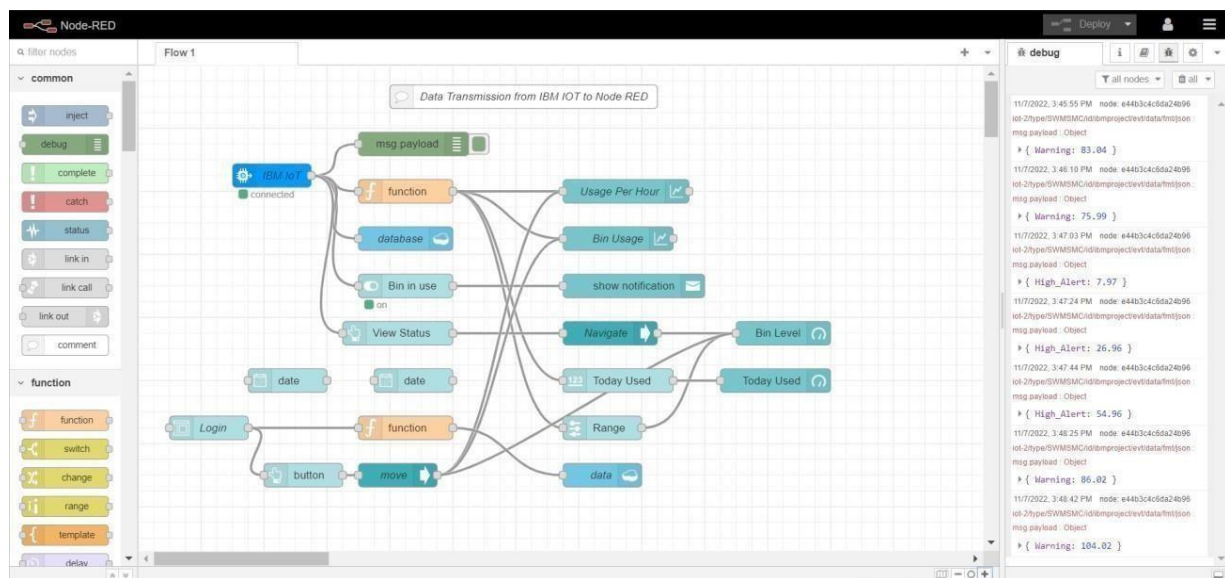 Node-RED
Deploy
filter nodes
Flow 1
debug
i
all nodes
all
common
inject
debug
complete
catch
status
link in
link call
link out
comment
function
function
switch
change
range
template
delay
Data Transmission from IBM IOT to Node RED
msg.payload
IBM IoT
connected
function
Usage Per Hour
database
Bin Usage
Bin in use
on
show notification
View Status
Navigate
Bin Level
date
date
123 Today Used
Today Used
Login
function
Range
button
move
data
11/7/2022, 3:45:55 PM node: e44b3c4c6da24b96
iot-2/type/SWMSMC/id/ibmproject/evt/data/fmt/json :
msg.payload : Object
{ Warning: 83.04 }
11/7/2022, 3:46:10 PM node: e44b3c4c6da24b96
iot-2/type/SWMSMC/id/ibmproject/evt/data/fmt/json :
msg.payload : Object
{ Warning: 75.99 }
11/7/2022, 3:47:03 PM node: e44b3c4c6da24b96
iot-2/type/SWMSMC/id/ibmproject/evt/data/fmt/json :
msg.payload : Object
{ High_Alert: 7.97 }
11/7/2022, 3:47:24 PM node: e44b3c4c6da24b96
iot-2/type/SWMSMC/id/ibmproject/evt/data/fmt/json :
msg.payload : Object
{ High_Alert: 26.96 }
11/7/2022, 3:47:44 PM node: e44b3c4c6da24b96
iot-2/type/SWMSMC/id/ibmproject/evt/data/fmt/json :
msg.payload : Object
{ High_Alert: 54.96 }
11/7/2022, 3:48:25 PM node: e44b3c4c6da24b96
iot-2/type/SWMSMC/id/ibmproject/evt/data/fmt/json :
msg.payload : Object
{ Warning: 86.02 }
11/7/2022, 3:48:42 PM node: e44b3c4c6da24b96
iot-2/type/SWMSMC/id/ibmproject/evt/data/fmt/json :
msg.payload : Object
{ Warning: 104.02 }